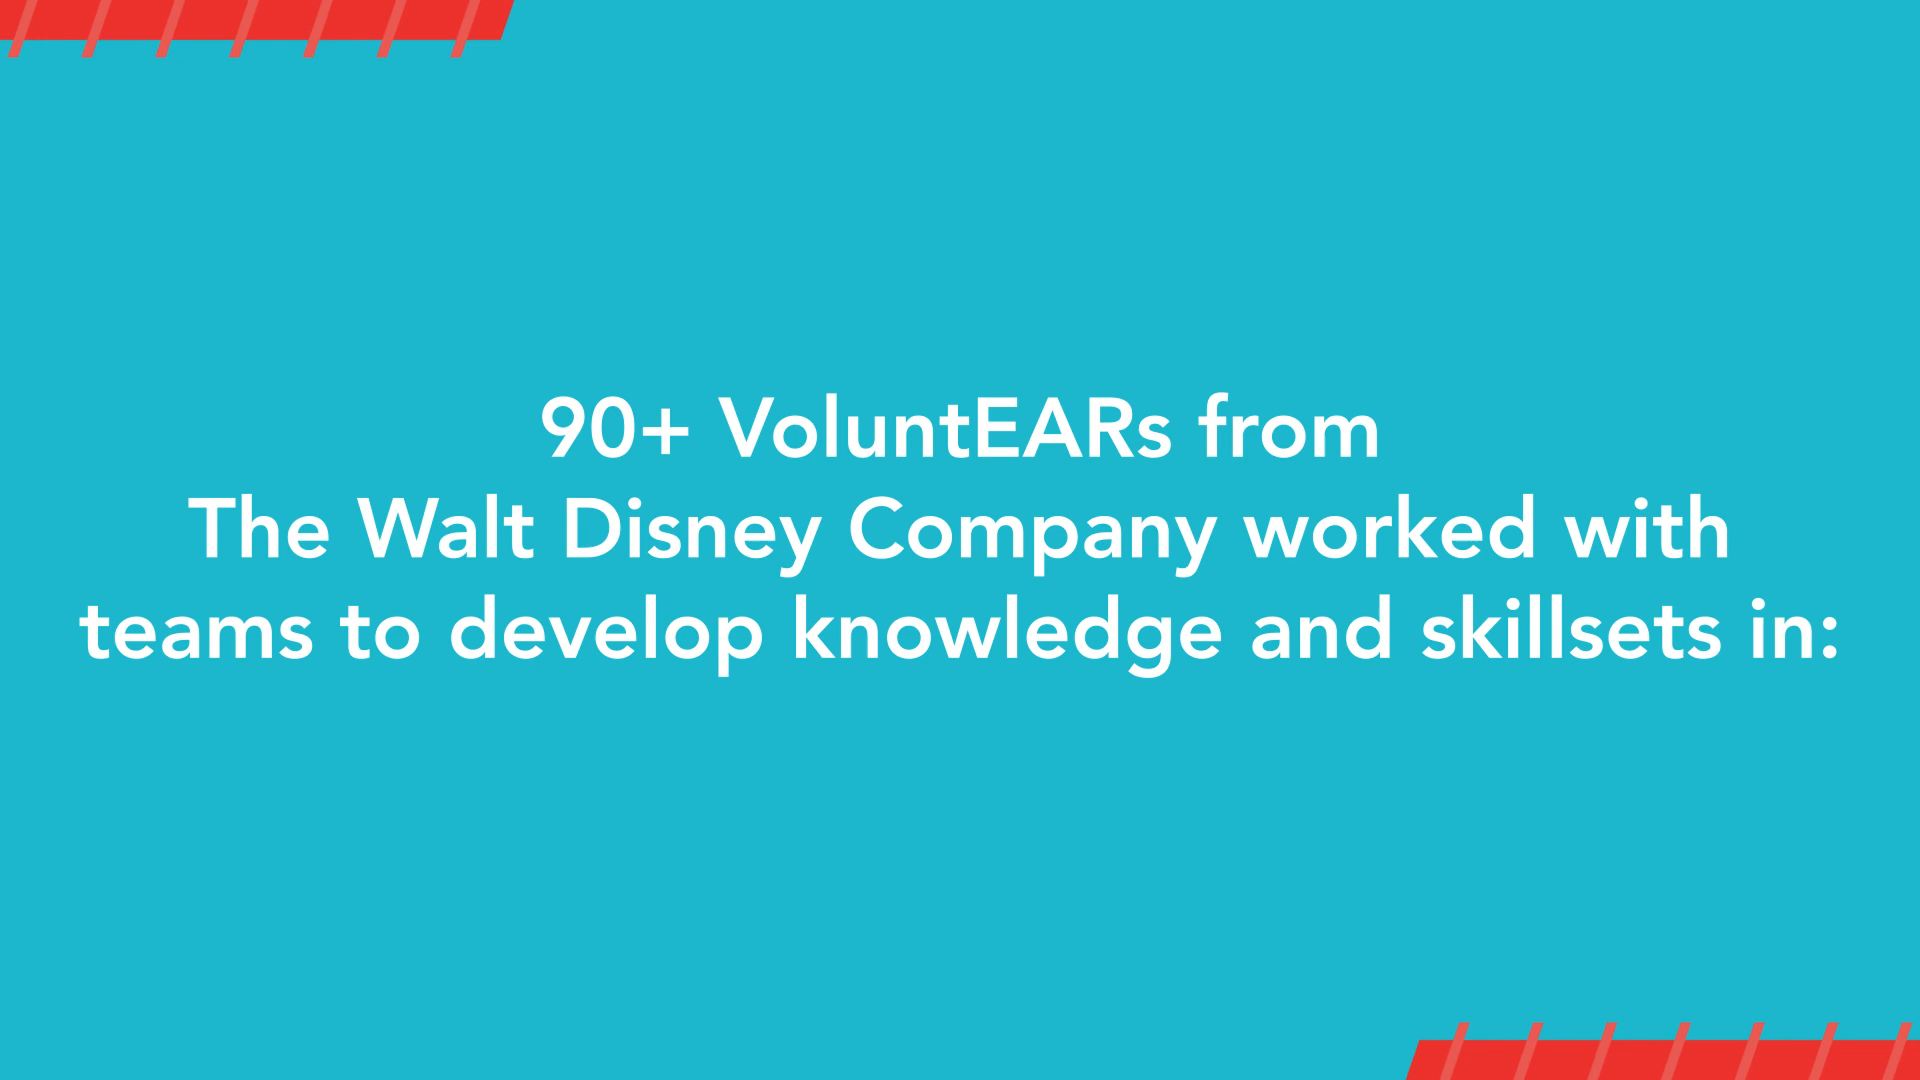 90+ VoluntEARs from
The Walt Disney Company worked with
teams to develop knowledge and skillsets in: